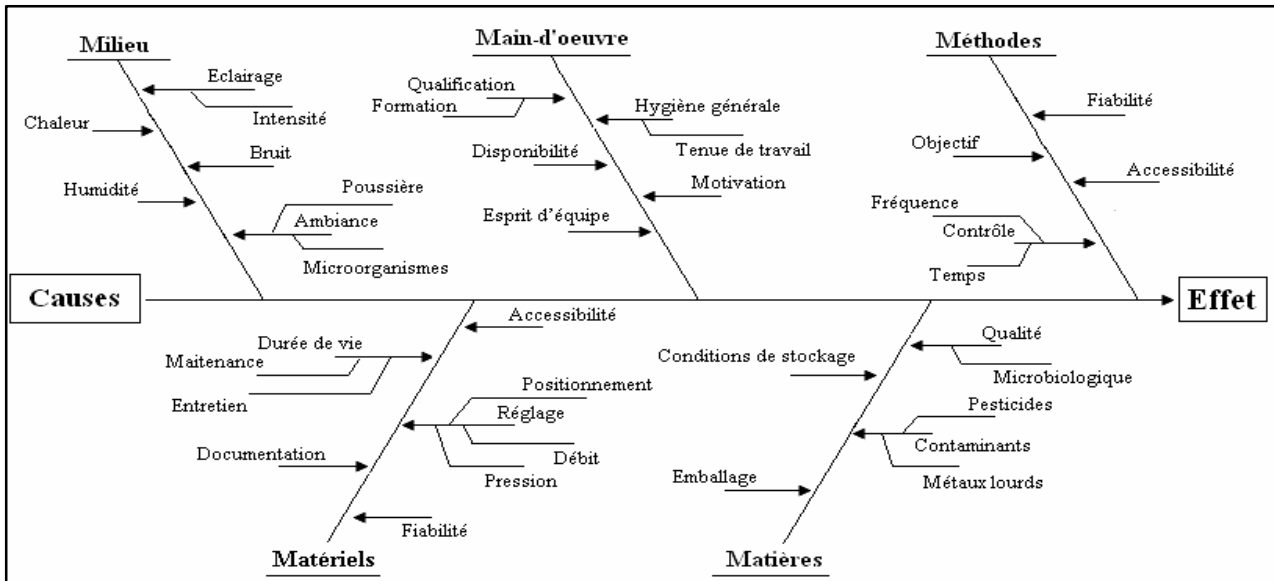 Milieu
Main-d'oeuvre
Méthodes
Eclairage
Intensité
Chaleur
Bruit
Humidité
Poussière
Ambiance
Microorganismes
Qualification
Formation
Hygiène générale
Tenue de travail
Disponibilité
Motivation
Esprit d'équipe
Fiabilité
Objectif
Accessibilité
Fréquence
Contrôle
Temps
Causes
Effet
Accessibilité
Durée de vie
Maitenance
Entretien
Positionnement
Réglage
Débit
Pression
Documentation
Fiabilité
Matériels
Qualité
Microbiologique
Conditions de stockage
Pesticides
Contaminants
Métaux lourds
Emballage
Matières